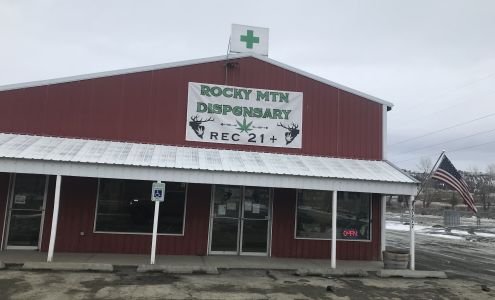 ROCKY MTN
DISPENSARY
REC 21+
OPEN